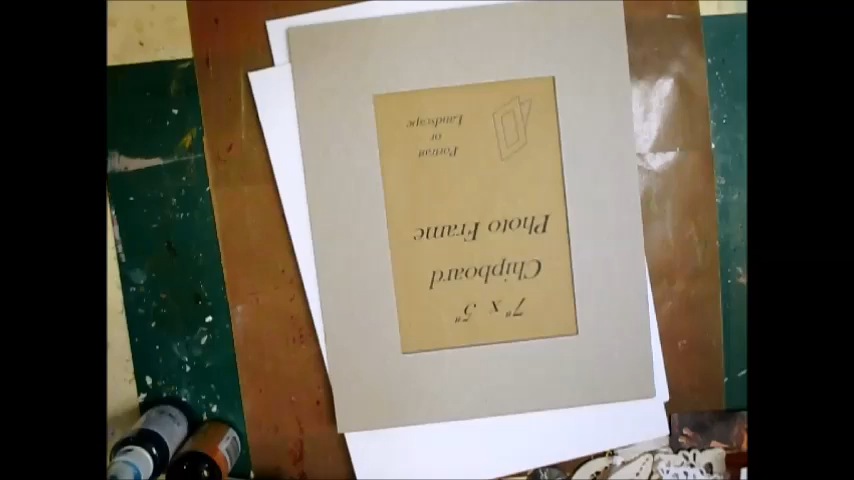 7" x 5"
Chipboard
Photo Frame
Portrait
or
Landscape